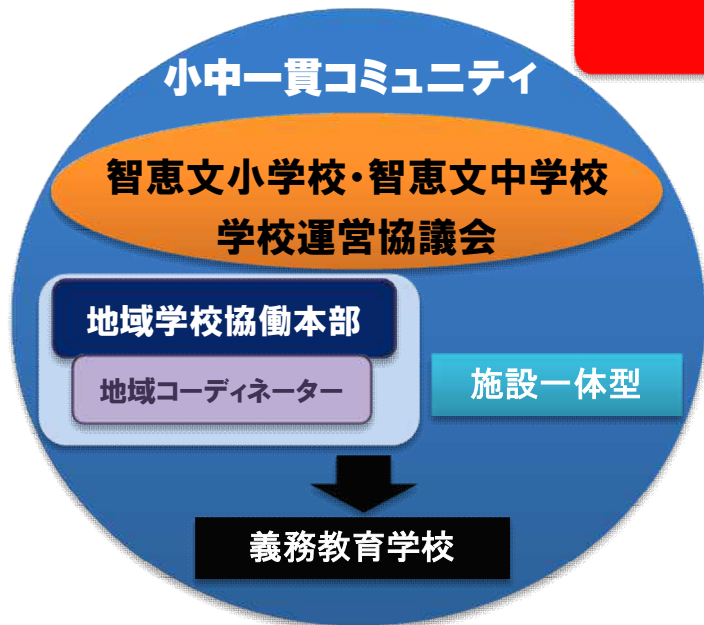 小中一貫コミュニティ
智恵文小学校・智恵文中学校
学校運営協議会
地域学校協働本部
地域コーディネーター
施設一体型
義務教育学校